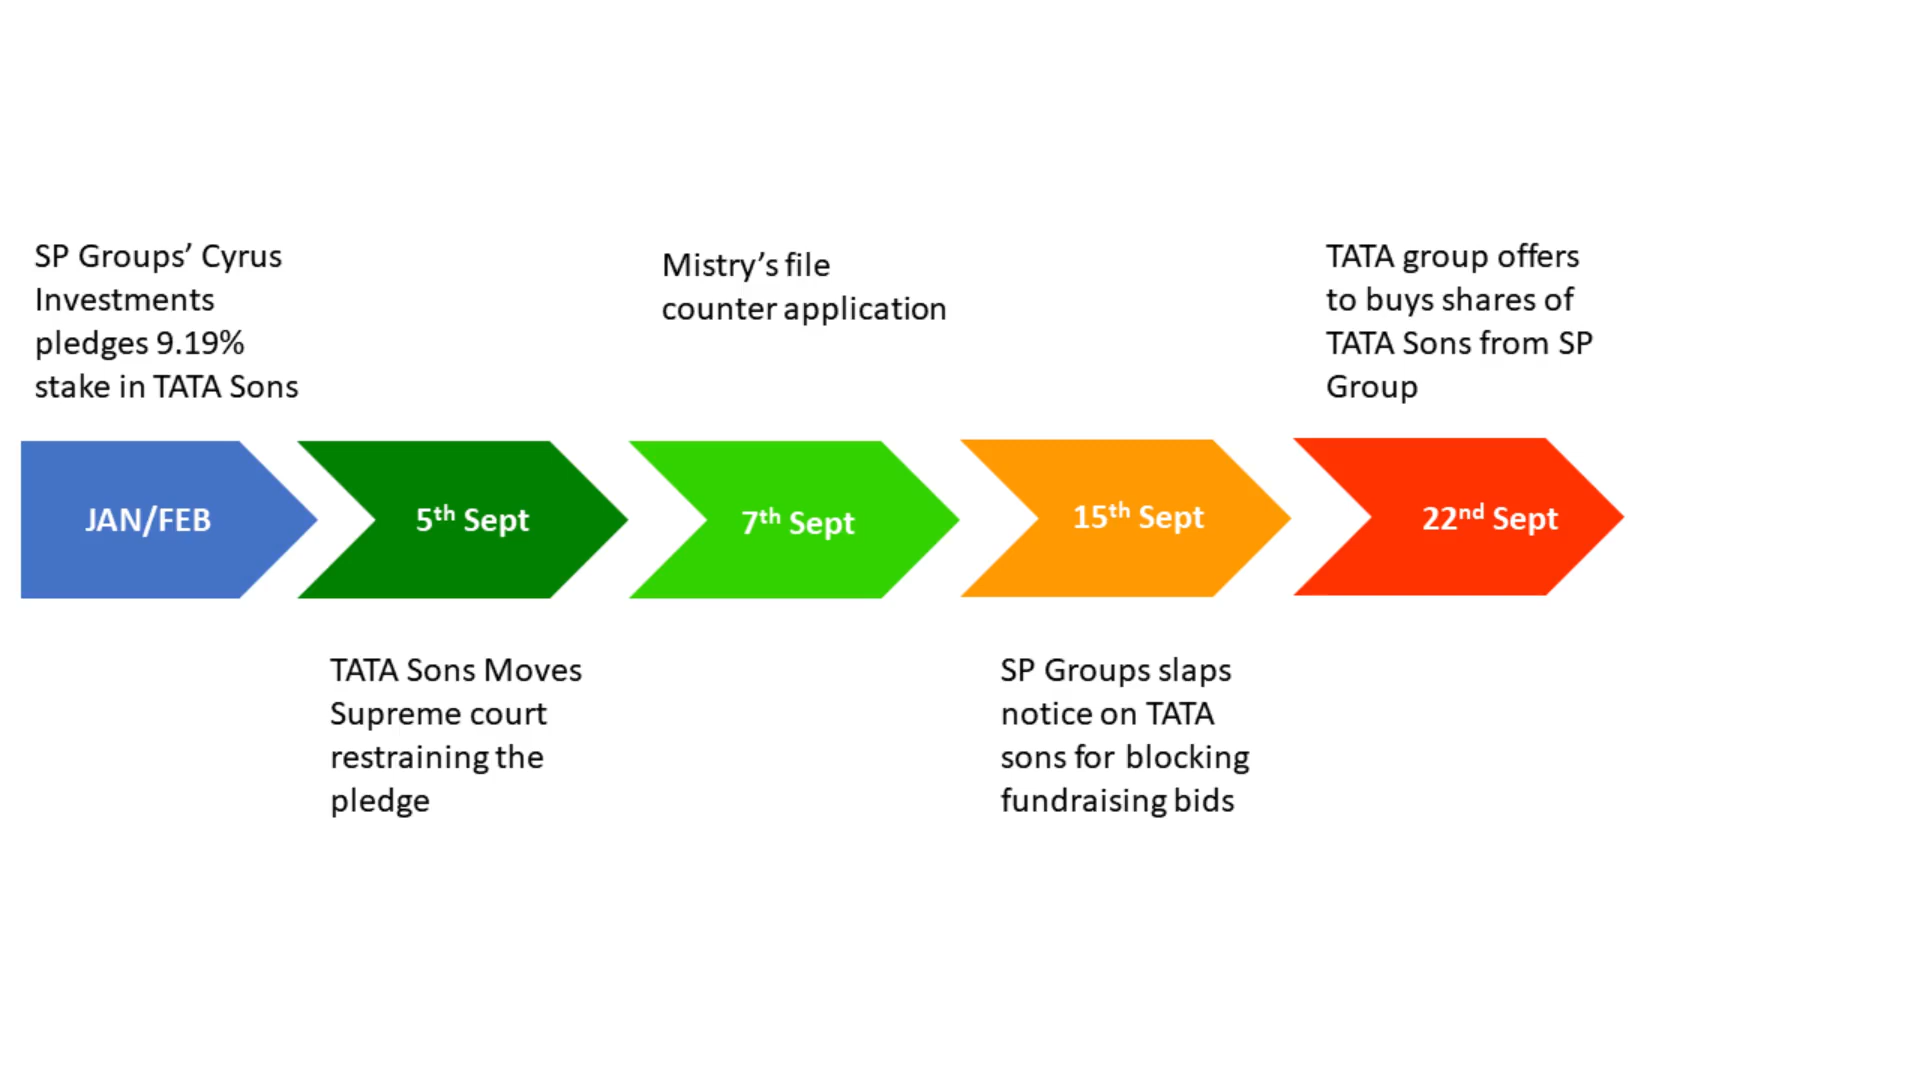 SP Groups’ Cyrus
Investments
pledges 9.19%
stake in TATA Sons
JAN/FEB
5th Sept
TATA Sons Moves
Supreme court
restraining the
pledge
Mistry’s file
counter application
7th Sept
15th Sept
SP Groups slaps
notice on TATA
sons for blocking
fundraising bids
TATA group offers
to buys shares of
TATA Sons from SP
Group
22nd Sept